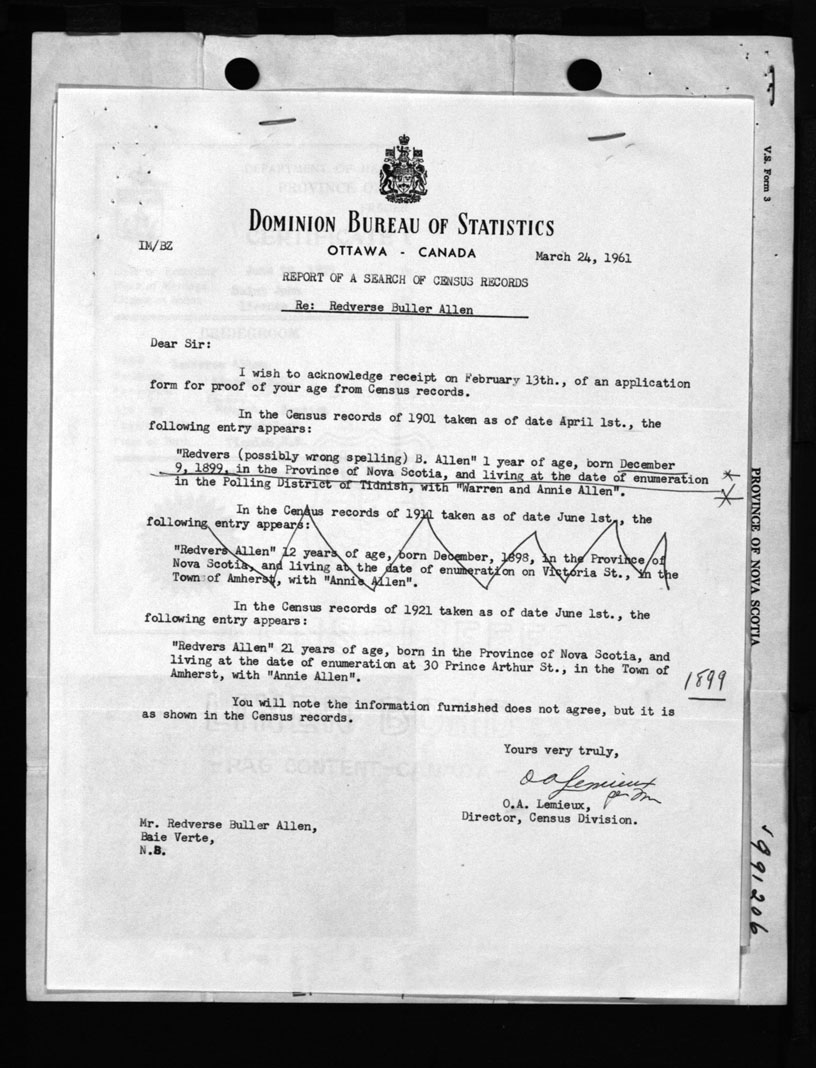 V.S. Form 3
DOMINION BUREAU OF STATISTICS
IM/BZ
OTTAWA - CANADA
March 24, 1961
REPORT OF A SEARCH OF CENSUS RECORDS
Re: Redverse Buller Allen
Dear Sir:
I wish to acknowledge receipt on February 13th., of an application
form for proof of your age from Census records.
In the Census records of 1901 taken as of date April 1st., the
following entry appears:
"Redvers (possibly wrong spelling) B. Allen" 1 year of age, born December
9, 1899, in the Province of Nova Scotia, and living at the date of enumeration
in the Polling District of Tidnish, with "Warren and Annie Allen".
In the Census records of 1911 taken as of date June 1st., the
following entry appears:
"Redvers Allen" 12 years of age, born December, 1898, in the Province of
Nova Scotia, and living at the date of enumeration on Victoria St., in the
Town of Amherst, with "Annie Allen".
In the Census records of 1921 taken as of date June 1st., the
following entry appears:
"Redvers Allen" 21 years of age, born in the Province of Nova Scotia, and
living at the date of enumeration at 30 Prince Arthur St., in the Town of
Amherst, with "Annie Allen".
1899
You will note the information furnished does not agree, but it is
as shown in the Census records.
Yours very truly,
O A Lemieux
per
O.A. Lemieux,
Director, Census Division.
Mr. Redverse Buller Allen,
Baie Verte,
N.B.
PROVINCE OF NOVA SCOTIA
1991206